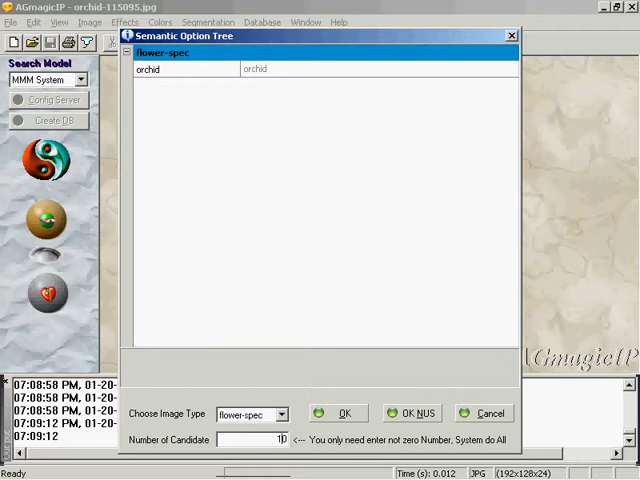 AGmagicIP - orchid-115095.jpg
File Edit View Image Effects Colors Segmentation Database Window Help
Search Model
MMM System
Config Server
Create DB
Semantic Option Tree
flower-spec
orchid orchid
Choose Image Type flower-spec OK OK NUS Cancel
Number of Candidate 10 <--- You only need enter not zero Number, System do All
AGmagicIP
07:08:58 PM, 01-20-
07:08:58 PM, 01-20-
07:08:58 PM, 01-20-
07:09:12 PM, 01-20-
07:09:12
Out put
Ready Time (s): 0.012 JPG (192x128x24)